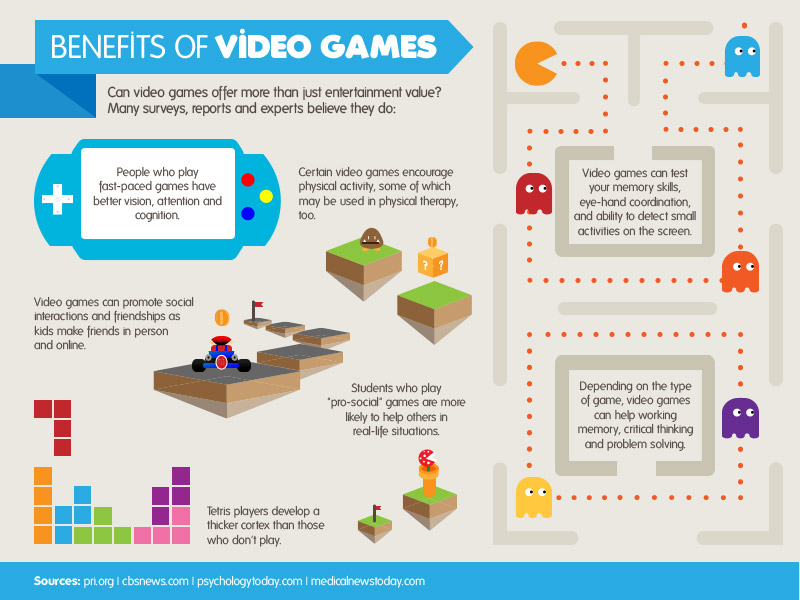 BENEFITS OF VIDEO GAMES
Can video games offer more than just entertainment value?
Many surveys, reports and experts believe they do:
People who play
fast-paced games have
better vision, attention and
cognition.
Certain video games encourage
physical activity, some of which
may be used in physical therapy,
too.
? ?
Video games can promote social
interactions and friendships as
kids make friends in person
and online.
Students who play
"pro-social" games are more
likely to help others in
real-life situations.
Tetris players develop a
thicker cortex than those
who don't play.
Video games can test
your memory skills,
eye-hand coordination,
and ability to detect small
activities on the screen.
Depending on the type
of game, video games
can help working
memory, critical thinking
and problem solving.
Sources: pri.org | cbsnews.com | psychologytoday.com | medicalnewstoday.com